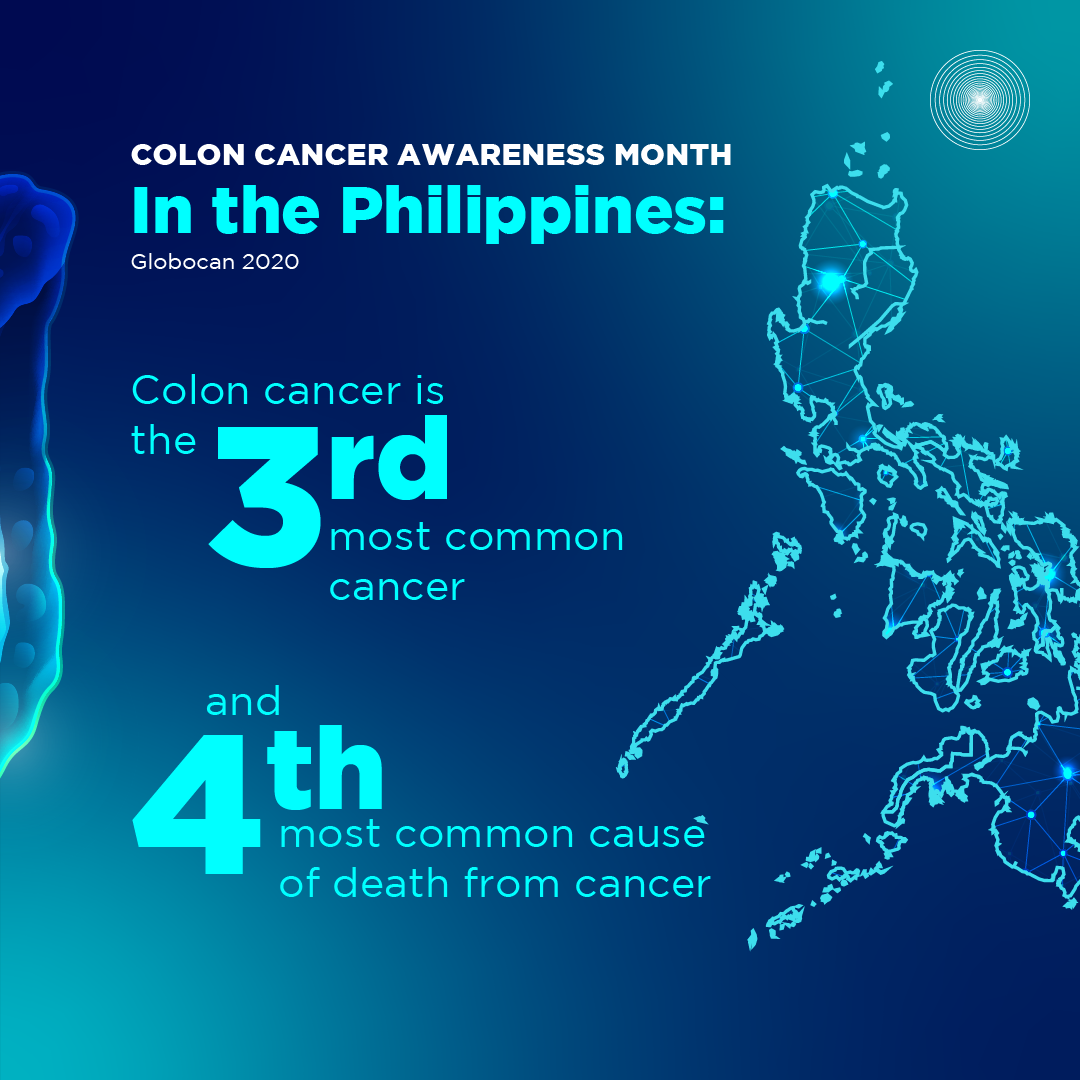 COLON CANCER AWARENESS MONTH
In the Philippines:
Globocan 2020
Colon cancer is
the 3rd
most common
cancer
and
4th
most common cause
of death from cancer